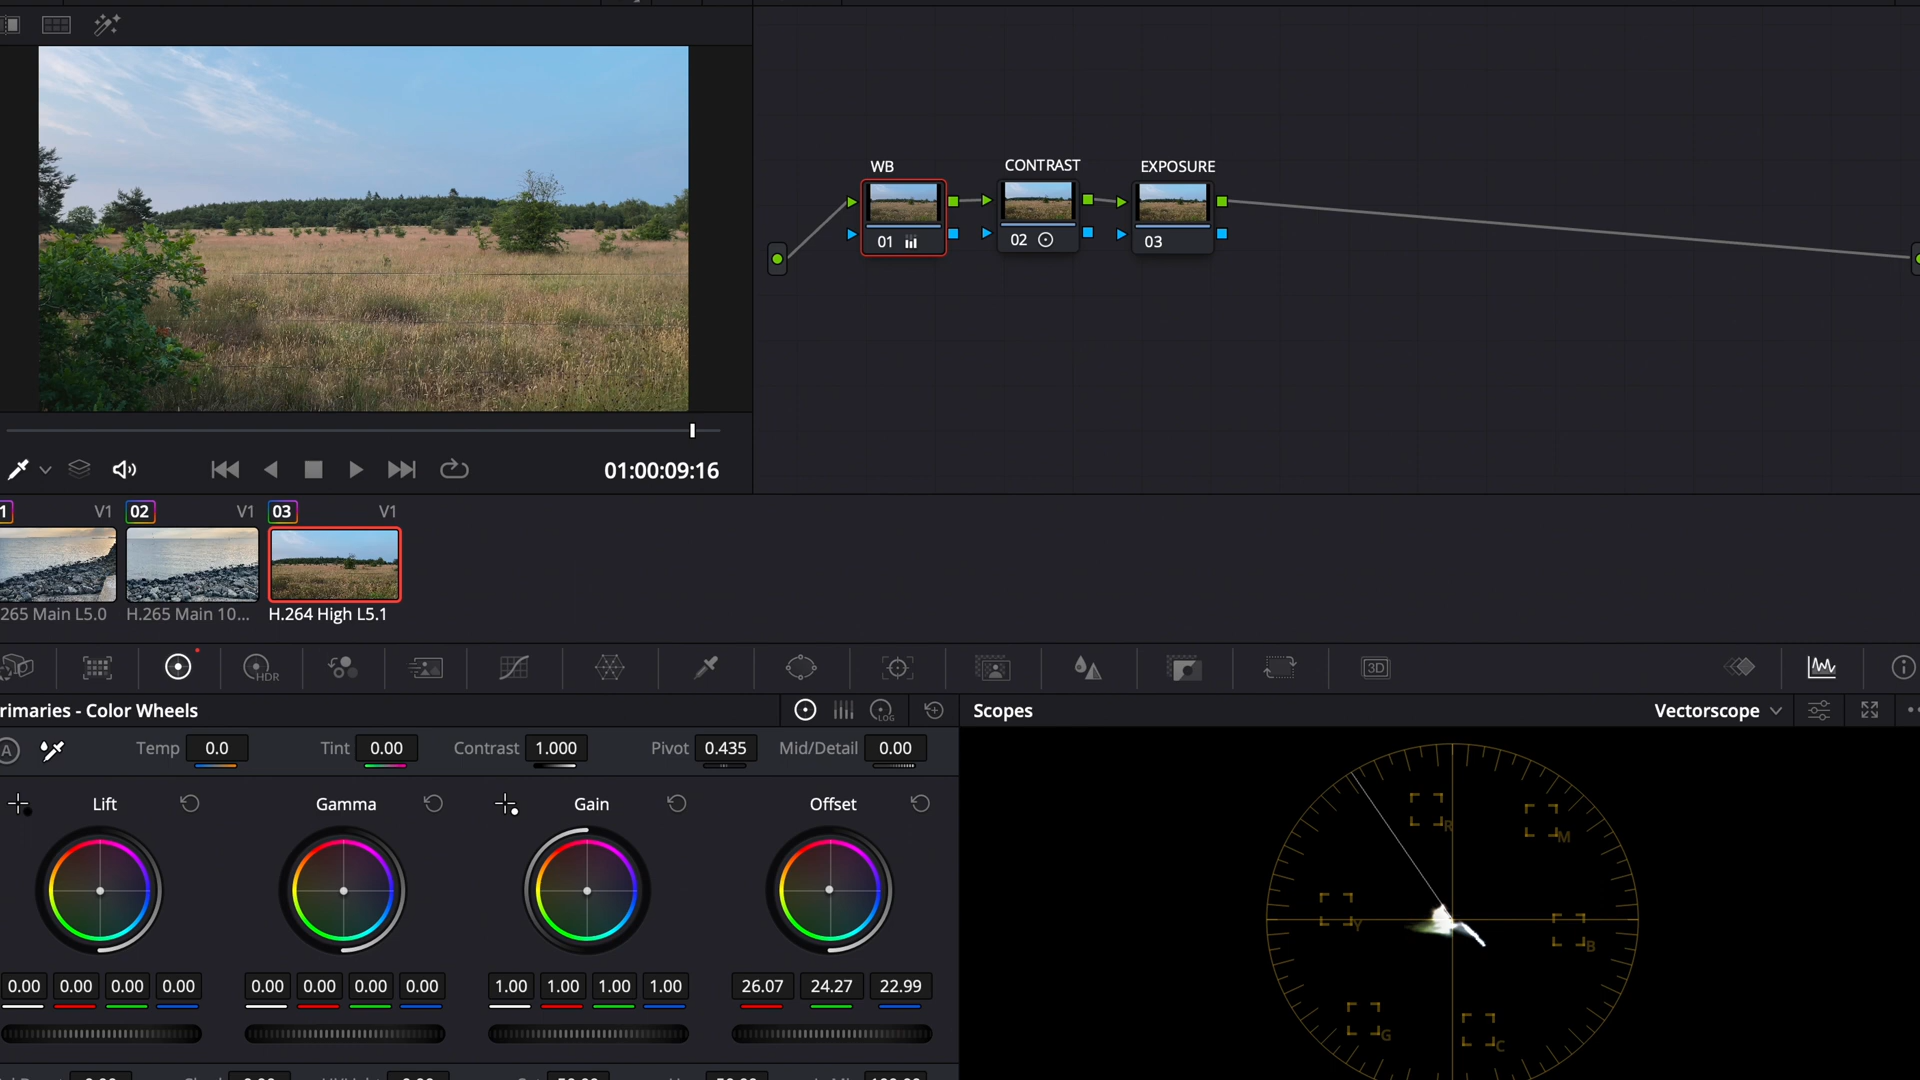 WB CONTRAST EXPOSURE
01 02 03
01:00:09:16
1 V1 02 V1 03 V1
265 Main L5.0 H.265 Main 10... H.264 High L5.1
HDR 3D
rimaries - Color Wheels LOG Scopes Vectorscope
A Temp 0.0 Tint 0.00 Contrast 1.000 Pivot 0.435 Mid/Detail 0.00
Lift Gamma Gain Offset
R M
Y B
G C
0.00 0.00 0.00 0.00 0.00 0.00 0.00 0.00 1.00 1.00 1.00 1.00 26.07 24.27 22.99